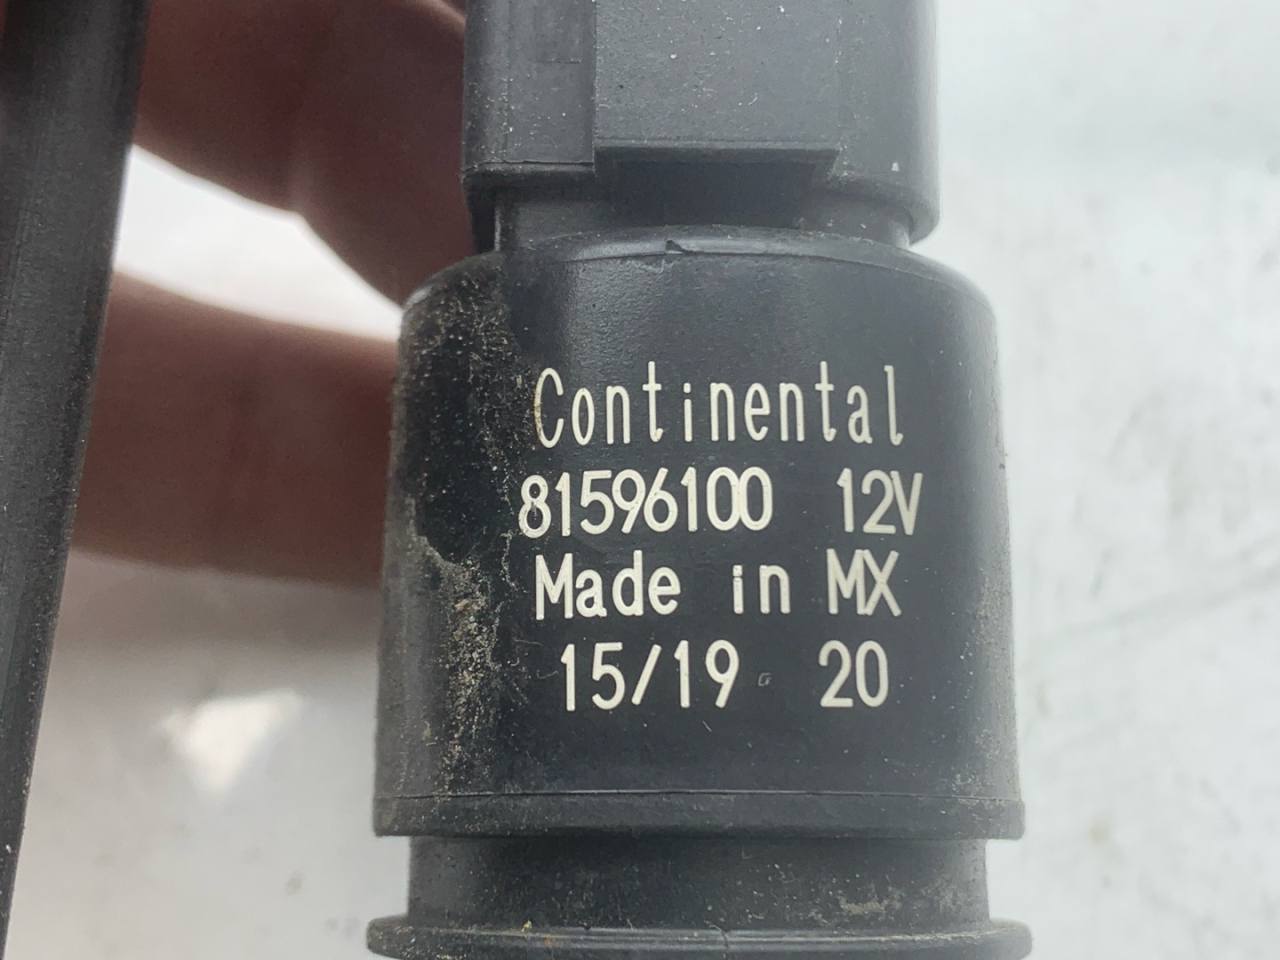 Continental
81596100 12V
Made in MX
15/19 20